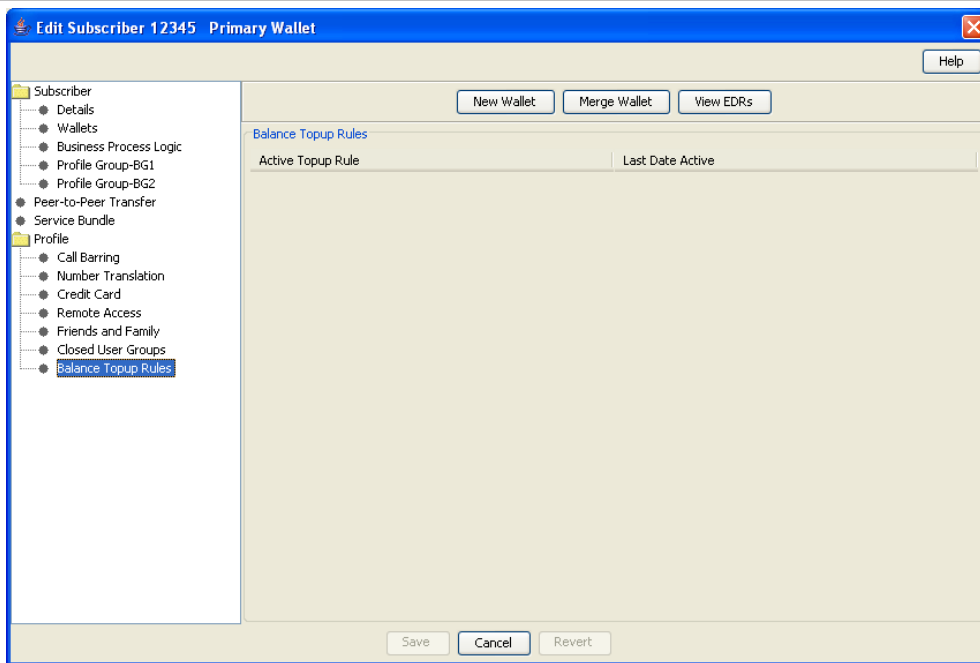 Edit Subscriber 12345   Primary Wallet
Help
Subscriber
Details
Wallets
Business Process Logic
Profile Group-BG1
Profile Group-BG2
Peer-to-Peer Transfer
Service Bundle
Profile
Call Barring
Number Translation
Credit Card
Remote Access
Friends and Family
Closed User Groups
Balance Topup Rules
New Wallet Merge Wallet View EDRs
Balance Topup Rules
Active Topup Rule Last Date Active
Save Cancel Revert